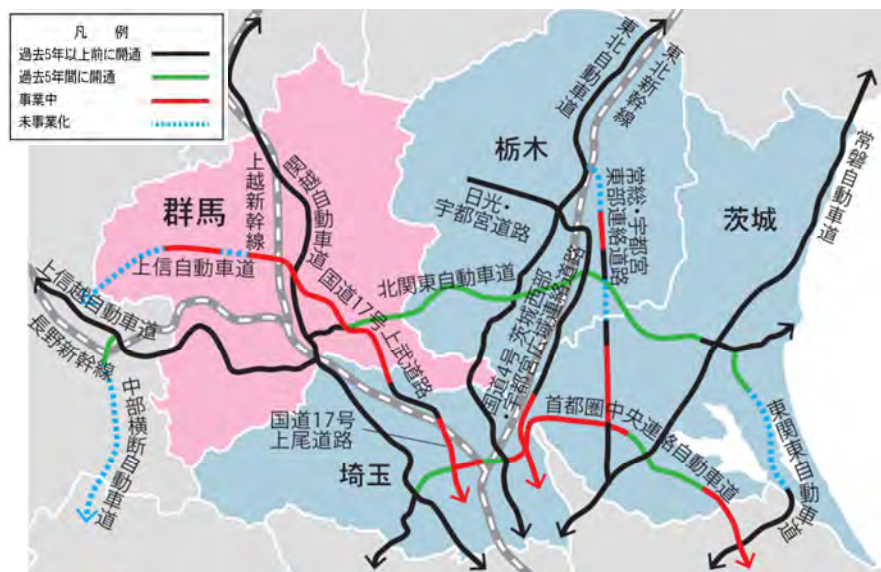 凡 例
過去5年以上前に開通
過去5年間に開通
事業中
未事業化
東北自動車道
東北新幹線
常磐自動車道
栃木
群馬
茨城
埼玉
上越新幹線
関越自動車道
日光・
宇都宮道路
常総・宇都宮
東部連絡道路
上信自動車道
国道17号上武道路
北関東自動車道
上信越自動車道
長野新幹線
中部横断自動車道
国道4号 茨城西部
・宇都宮広域連絡道路
首都圏中央連絡自動車道
国道17号
上尾道路
東関東自動車道